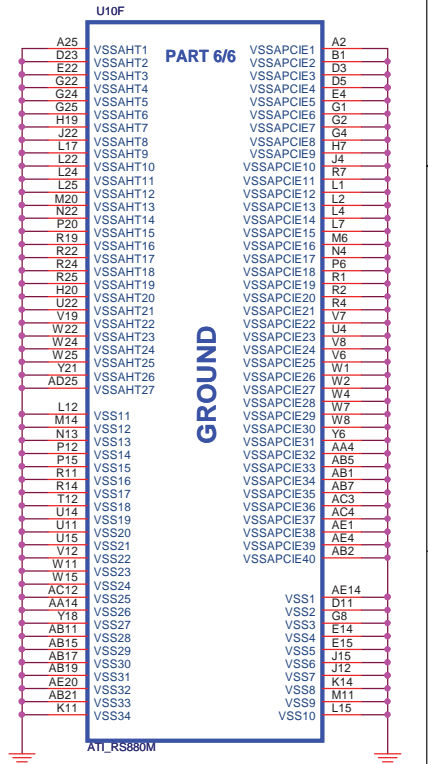 U10F
PART 6/6
A25 VSSAHT1 VSSAPCIE1 A2
D23 VSSAHT2 VSSAPCIE2 B1
E22 VSSAHT3 VSSAPCIE3 D3
G22 VSSAHT4 VSSAPCIE4 D5
G24 VSSAHT5 VSSAPCIE5 E4
G25 VSSAHT6 VSSAPCIE6 G1
H19 VSSAHT7 VSSAPCIE7 G2
J22 VSSAHT8 VSSAPCIE8 G4
L17 VSSAHT9 VSSAPCIE9 H7
L22 VSSAHT10 VSSAPCIE10 J4
L24 VSSAHT11 VSSAPCIE11 R7
L25 VSSAHT12 VSSAPCIE12 L1
M20 VSSAHT13 VSSAPCIE13 L2
N22 VSSAHT14 VSSAPCIE14 L4
P20 VSSAHT15 VSSAPCIE15 L7
R19 VSSAHT16 VSSAPCIE16 M6
R22 VSSAHT17 VSSAPCIE17 N4
R24 VSSAHT18 VSSAPCIE18 P6
R25 VSSAHT19 VSSAPCIE19 R1
H20 VSSAHT20 VSSAPCIE20 R2
U22 VSSAHT21 VSSAPCIE21 R4
V19 VSSAHT22 VSSAPCIE22 V7
W22 VSSAHT23 VSSAPCIE23 U4
W24 VSSAHT24 VSSAPCIE24 V8
W25 VSSAHT25 VSSAPCIE25 V6
Y21 VSSAHT26 VSSAPCIE26 W1
AD25 VSSAHT27 VSSAPCIE27 W2
VSSAPCIE28 W4
L12 VSS11 VSSAPCIE29 W7
M14 VSS12 VSSAPCIE30 W8
N13 VSS13 VSSAPCIE31 Y6
P12 VSS14 VSSAPCIE32 AA4
P15 VSS15 VSSAPCIE33 AB5
R11 VSS16 VSSAPCIE34 AB1
R14 VSS17 VSSAPCIE35 AB7
T12 VSS18 VSSAPCIE36 AC3
U14 VSS19 VSSAPCIE37 AC4
U11 VSS20 VSSAPCIE38 AE1
U15 VSS21 VSSAPCIE39 AE4
V12 VSS22 VSSAPCIE40 AB2
W11 VSS23
W15 VSS24
AC12 VSS25 VSS1 AE14
AA14 VSS26 VSS2 D11
Y18 VSS27 VSS3 G8
AB11 VSS28 VSS4 E14
AB15 VSS29 VSS5 E15
AB17 VSS30 VSS6 J15
AB19 VSS31 VSS7 J12
AE20 VSS32 VSS8 K14
AB21 VSS33 VSS9 M11
K11 VSS34 VSS10 L15
GROUND
ATI_RS880M